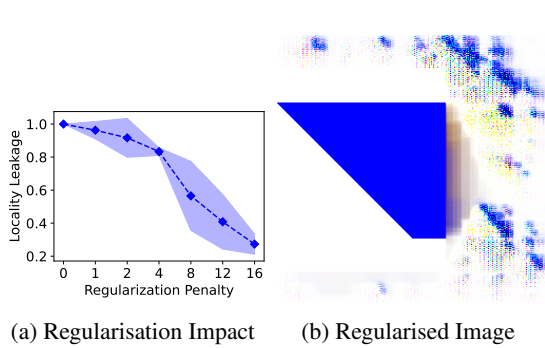 1.0
0.8
0.6
0.4
0.2
Locality Leakage
0 1 2 4 8 12 16
Regularization Penalty
(a) Regularisation Impact
(b) Regularised Image